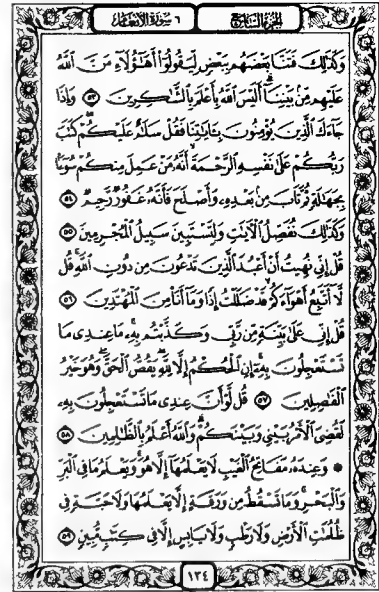 الجزء السابع ٦ سورة الأنعام
وَكَذَٰلِكَ فَتَنَّا بَعْضَهُم بِبَعْضٍ لِّيَقُولُوٓا۟ أَهَٰٓؤُلَآءِ مَنَّ ٱللَّهُ
عَلَيْهِم مِّنۢ بَيْنِنَآ أَلَيْسَ ٱللَّهُ بِأَعْلَمَ بِٱلشَّٰكِرِينَ ٥٣ وَإِذَا
جَآءَكَ ٱلَّذِينَ يُؤْمِنُونَ بِـَٔايَٰتِنَا فَقُلْ سَلَٰمٌ عَلَيْكُمْ كَتَبَ
رَبُّكُمْ عَلَىٰ نَفْسِهِ ٱلرَّحْمَةَ أَنَّهُۥ مَنْ عَمِلَ مِنكُمْ سُوٓءًۢا
بِجَهَٰلَةٍ ثُمَّ تَابَ مِنۢ بَعْدِهِۦ وَأَصْلَحَ فَأَنَّهُۥ غَفُورٌ رَّحِيمٌ ٥٤
وَكَذَٰلِكَ نُفَصِّلُ ٱلْـَٔايَٰتِ وَلِتَسْتَبِينَ سَبِيلُ ٱلْمُجْرِمِينَ ٥٥
قُلْ إِنِّى نُهِيتُ أَنْ أَعْبُدَ ٱلَّذِينَ تَدْعُونَ مِن دُونِ ٱللَّهِ قُل
لَّآ أَتَّبِعُ أَهْوَآءَكُمْ قَدْ ضَلَلْتُ إِذًا وَمَآ أَنَا۠ مِنَ ٱلْمُهْتَدِينَ ٥٦
قُلْ إِنِّى عَلَىٰ بَيِّنَةٍ مِّن رَّبِّى وَكَذَّبْتُم بِهِۦ مَا عِندِى مَا
تَسْتَعْجِلُونَ بِهِۦٓ إِنِ ٱلْحُكْمُ إِلَّا لِلَّهِ يَقُصُّ ٱلْحَقَّ وَهُوَ خَيْرُ
ٱلْفَٰصِلِينَ ٥٧ قُل لَّوْ أَنَّ عِندِى مَا تَسْتَعْجِلُونَ بِهِۦ
لَقُضِىَ ٱلْأَمْرُ بَيْنِى وَبَيْنَكُمْ وَٱللَّهُ أَعْلَمُ بِٱلظَّٰلِمِينَ ٥٨
۞ وَعِندَهُۥ مَفَاتِحُ ٱلْغَيْبِ لَا يَعْلَمُهَآ إِلَّا هُوَ وَيَعْلَمُ مَا فِى ٱلْبَرِّ
وَٱلْبَحْرِ وَمَا تَسْقُطُ مِن وَرَقَةٍ إِلَّا يَعْلَمُهَا وَلَا حَبَّةٍ فِى
ظُلُمَٰتِ ٱلْأَرْضِ وَلَا رَطْبٍ وَلَا يَابِسٍ إِلَّا فِى كِتَٰبٍ مُّبِينٍ ٥٩
١٣٤